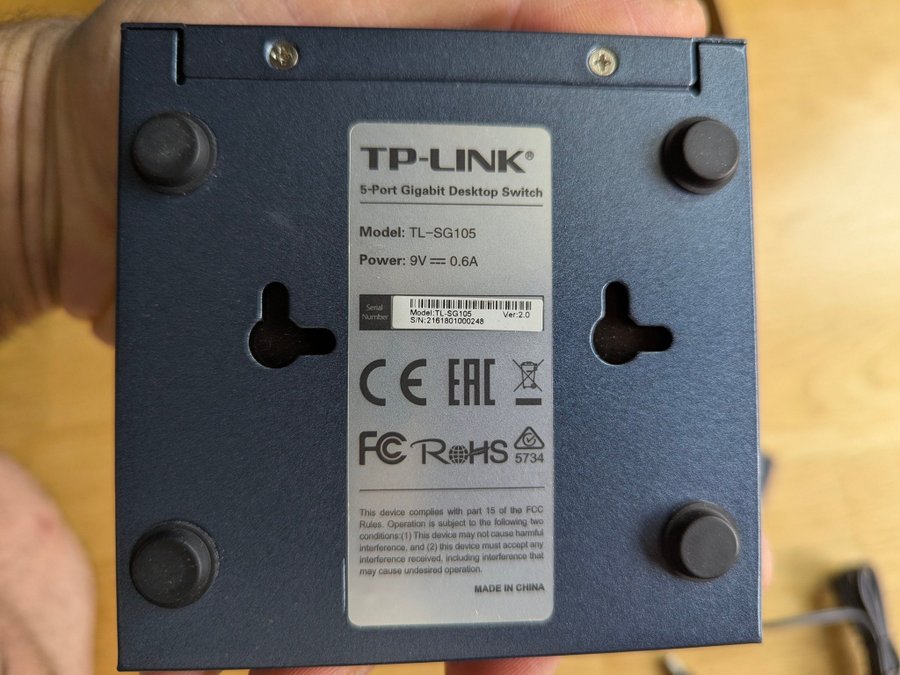 TP-LINK®
5-Port Gigabit Desktop Switch
Model: TL-SG105
Power: 9V ⎓ 0.6A
Serial Number
Model:TL-SG105 Ver:2.0
S/N:2161801000248
CE EAC
FC RoHS 5734
This device complies with part 15 of the FCC
Rules. Operation is subject to the following two
conditions:(1) This device may not cause harmful
interference, and (2) this device must accept any
interference received, including interference that
may cause undesired operation.
MADE IN CHINA